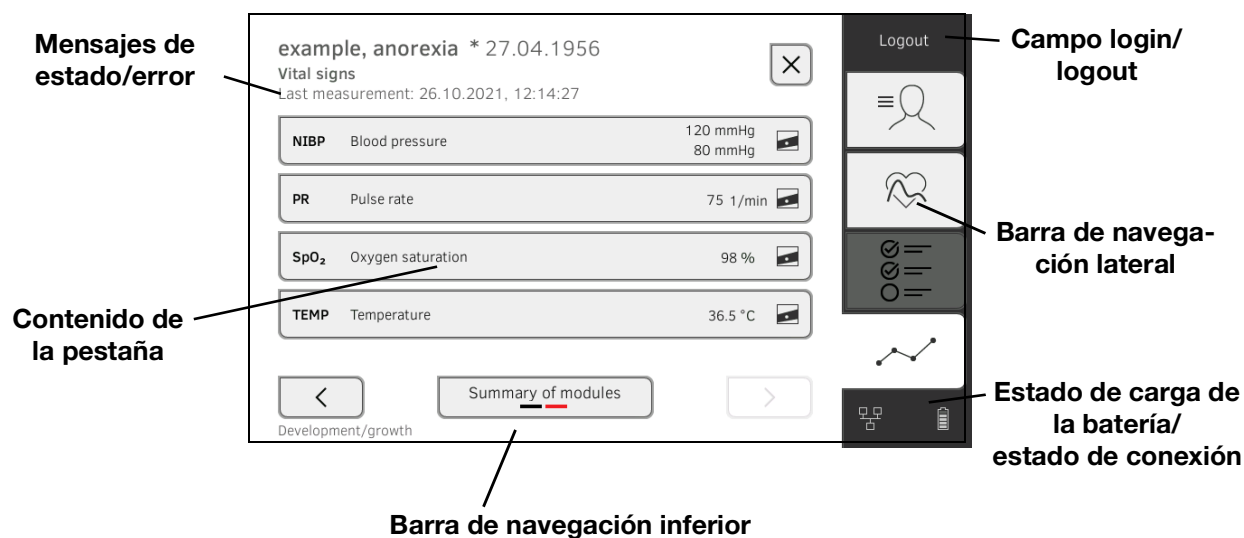 Mensajes de
estado/error
example, anorexia * 27.04.1956
Vital signs
Last measurement: 26.10.2021, 12:14:27
Logout
Campo login/
logout
NIBP Blood pressure 120 mmHg
80 mmHg
PR Pulse rate 75 1/min
SpO₂ Oxygen saturation 98 %
TEMP Temperature 36.5 °C
Barra de navega-
ción lateral
Contenido de
la pestaña
< Summary of modules >
Development/growth
Estado de carga de
la batería/
estado de conexión
Barra de navegación inferior